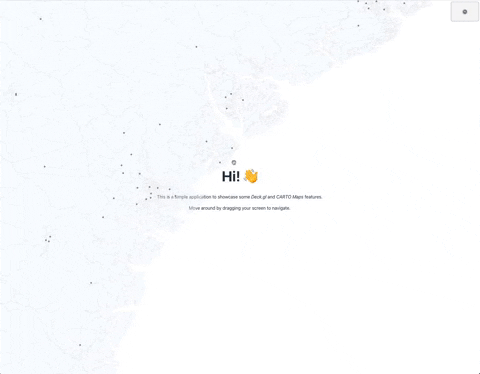 Hi! 👋
This is a simple application to showcase some Deck.gl and CARTO Maps features.
Move around by dragging your screen to navigate.